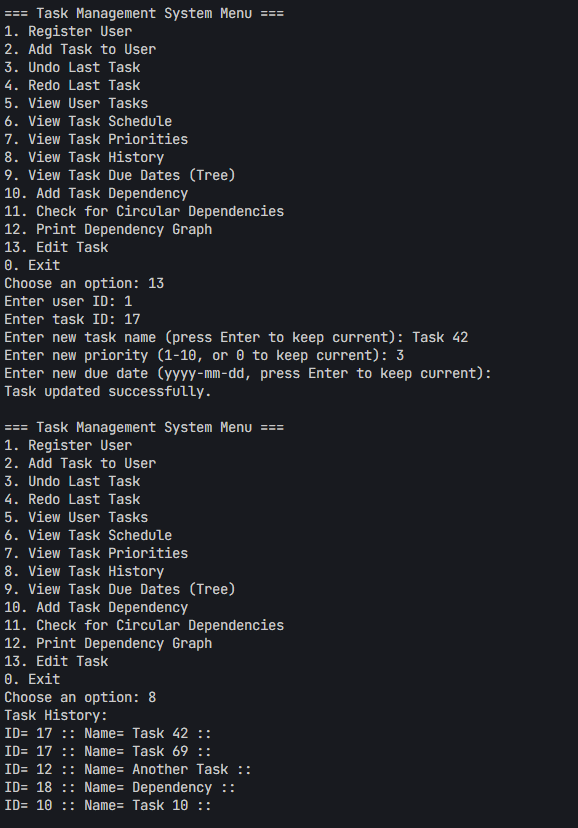 === Task Management System Menu ===
1. Register User
2. Add Task to User
3. Undo Last Task
4. Redo Last Task
5. View User Tasks
6. View Task Schedule
7. View Task Priorities
8. View Task History
9. View Task Due Dates (Tree)
10. Add Task Dependency
11. Check for Circular Dependencies
12. Print Dependency Graph
13. Edit Task
0. Exit
Choose an option: 13
Enter user ID: 1
Enter task ID: 17
Enter new task name (press Enter to keep current): Task 42
Enter new priority (1-10, or 0 to keep current): 3
Enter new due date (yyyy-mm-dd, press Enter to keep current):
Task updated successfully.

=== Task Management System Menu ===
1. Register User
2. Add Task to User
3. Undo Last Task
4. Redo Last Task
5. View User Tasks
6. View Task Schedule
7. View Task Priorities
8. View Task History
9. View Task Due Dates (Tree)
10. Add Task Dependency
11. Check for Circular Dependencies
12. Print Dependency Graph
13. Edit Task
0. Exit
Choose an option: 8
Task History:
ID= 17 :: Name= Task 42 ::
ID= 17 :: Name= Task 69 ::
ID= 12 :: Name= Another Task ::
ID= 18 :: Name= Dependency ::
ID= 10 :: Name= Task 10 ::